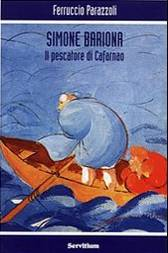 Ferruccio Parazzoli
SIMONE BARIONA
Il pescatore di Cafarnao
Servitium